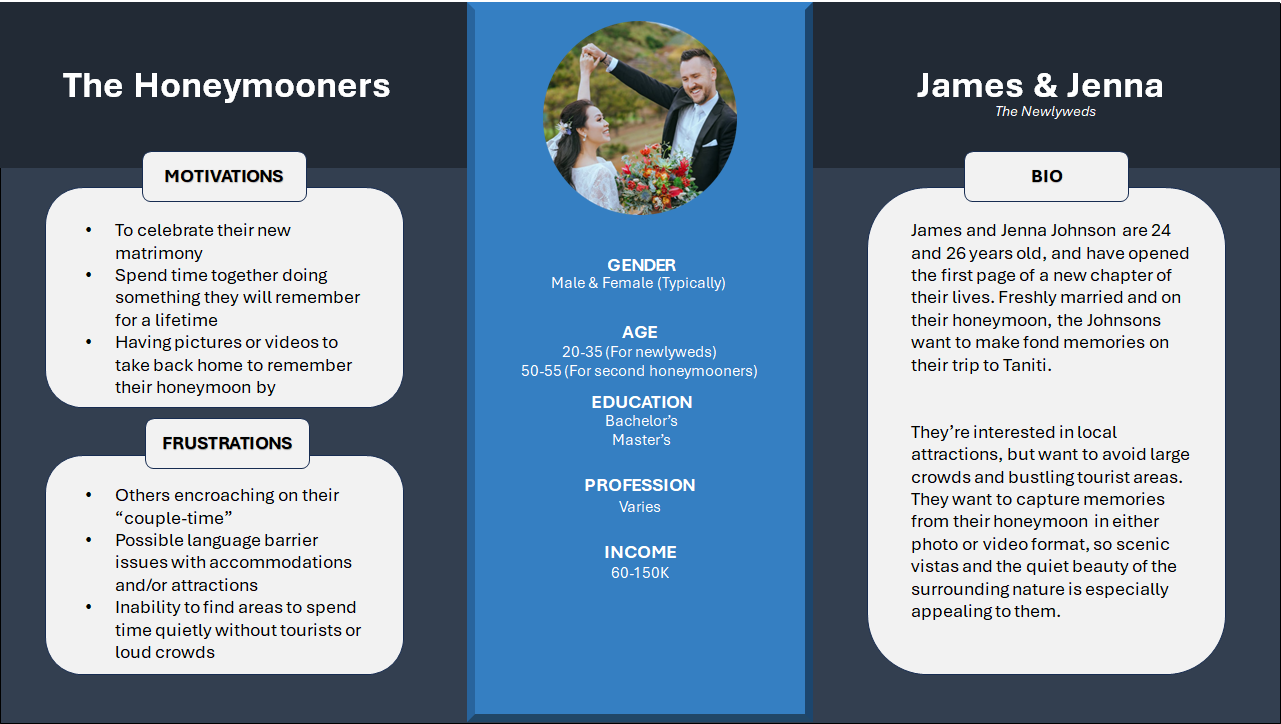 The Honeymooners
MOTIVATIONS
• To celebrate their new
matrimony
• Spend time together doing
something they will remember
for a lifetime
• Having pictures or videos to
take back home to remember
their honeymoon by
FRUSTRATIONS
• Others encroaching on their
“couple-time”
• Possible language barrier
issues with accommodations
and/or attractions
• Inability to find areas to spend
time quietly without tourists or
loud crowds
GENDER
Male & Female (Typically)
AGE
20-35 (For newlyweds)
50-55 (For second honeymooners)
EDUCATION
Bachelor’s
Master’s
PROFESSION
Varies
INCOME
60-150K
James & Jenna
The Newlyweds
BIO
James and Jenna Johnson are 24
and 26 years old, and have opened
the first page of a new chapter of
their lives. Freshly married and on
their honeymoon, the Johnsons
want to make fond memories on
their trip to Taniti.
They’re interested in local
attractions, but want to avoid large
crowds and bustling tourist areas.
They want to capture memories
from their honeymoon in either
photo or video format, so scenic
vistas and the quiet beauty of the
surrounding nature is especially
appealing to them.